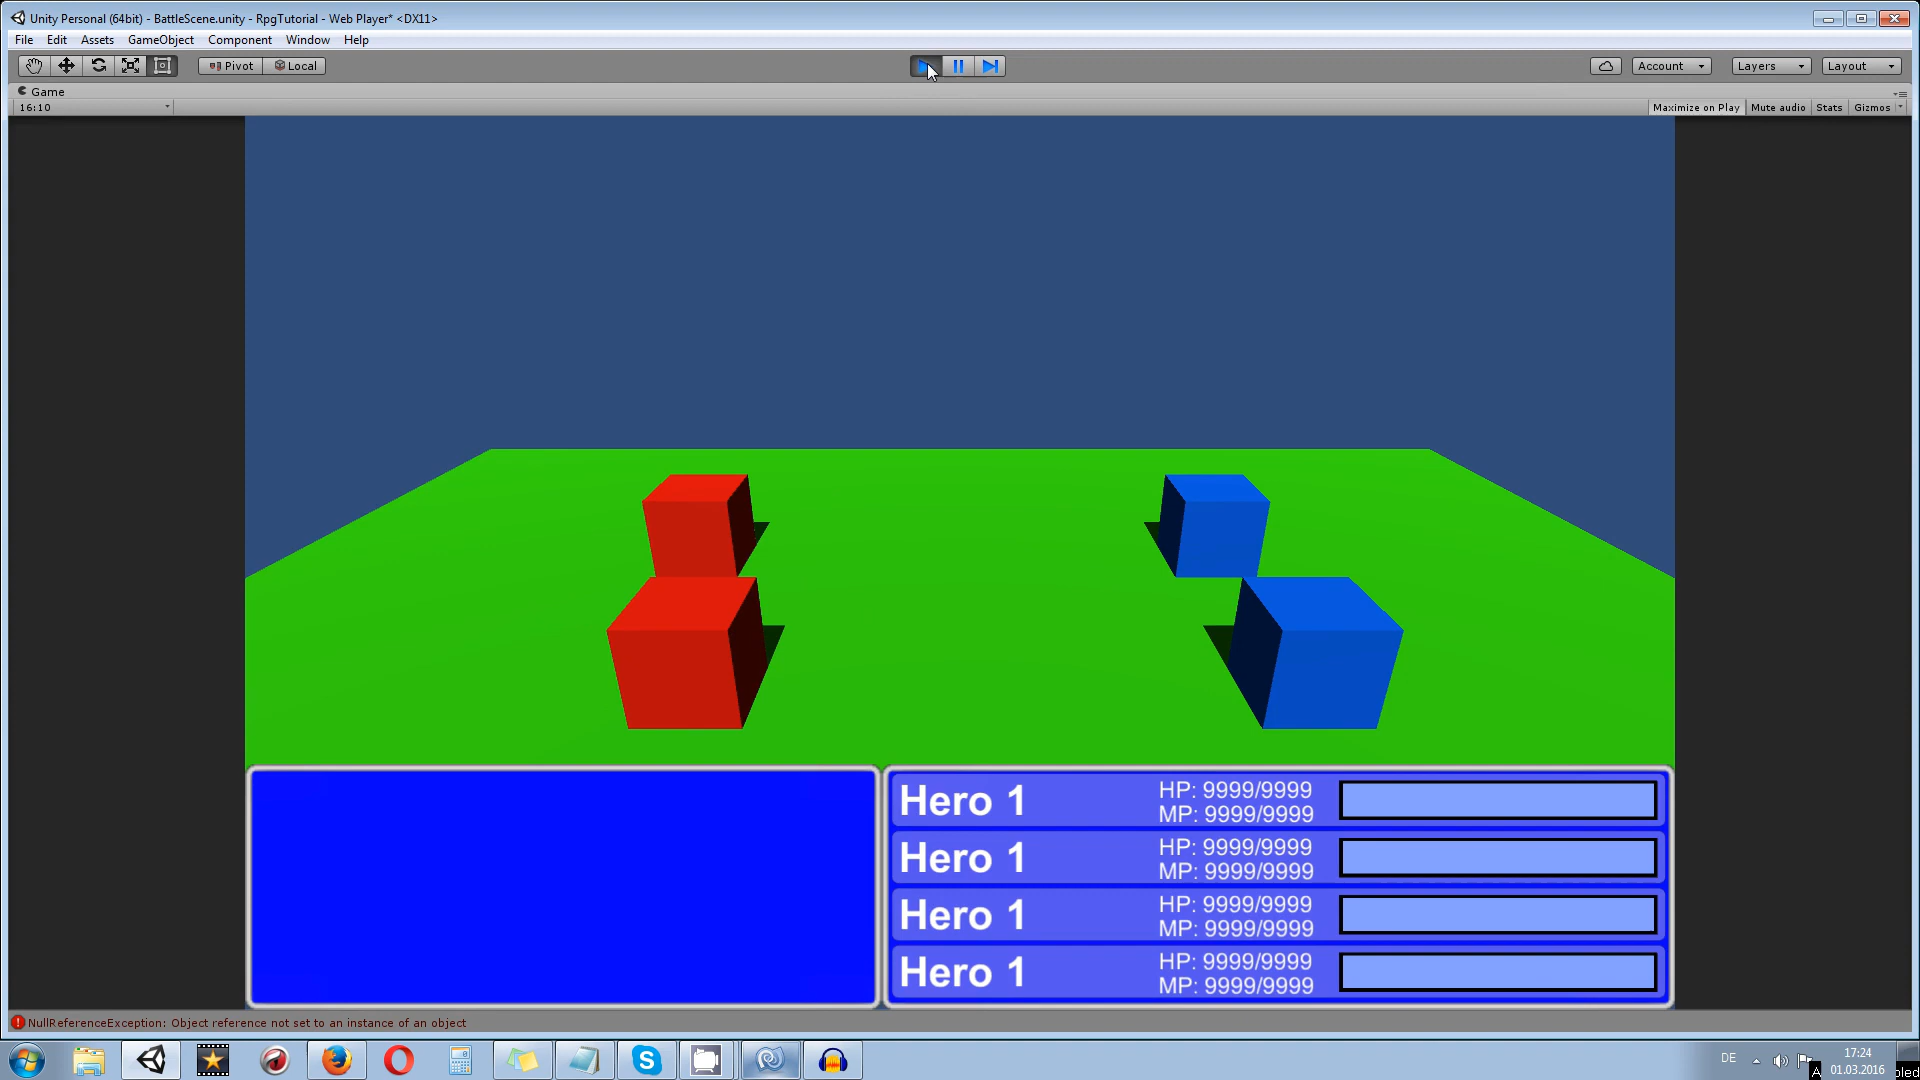 Unity Personal (64bit) - BattleScene.unity - RpgTutorial - Web Player* <DX11>
File Edit Assets GameObject Component Window Help
Pivot Local Account Layers Layout
Game
16:10 Maximize on Play Mute audio Stats Gizmos
Hero 1 HP: 9999/9999
MP: 9999/9999
Hero 1 HP: 9999/9999
MP: 9999/9999
Hero 1 HP: 9999/9999
MP: 9999/9999
Hero 1 HP: 9999/9999
MP: 9999/9999
NullReferenceException: Object reference not set to an instance of an object
DE 17:24
01.03.2016